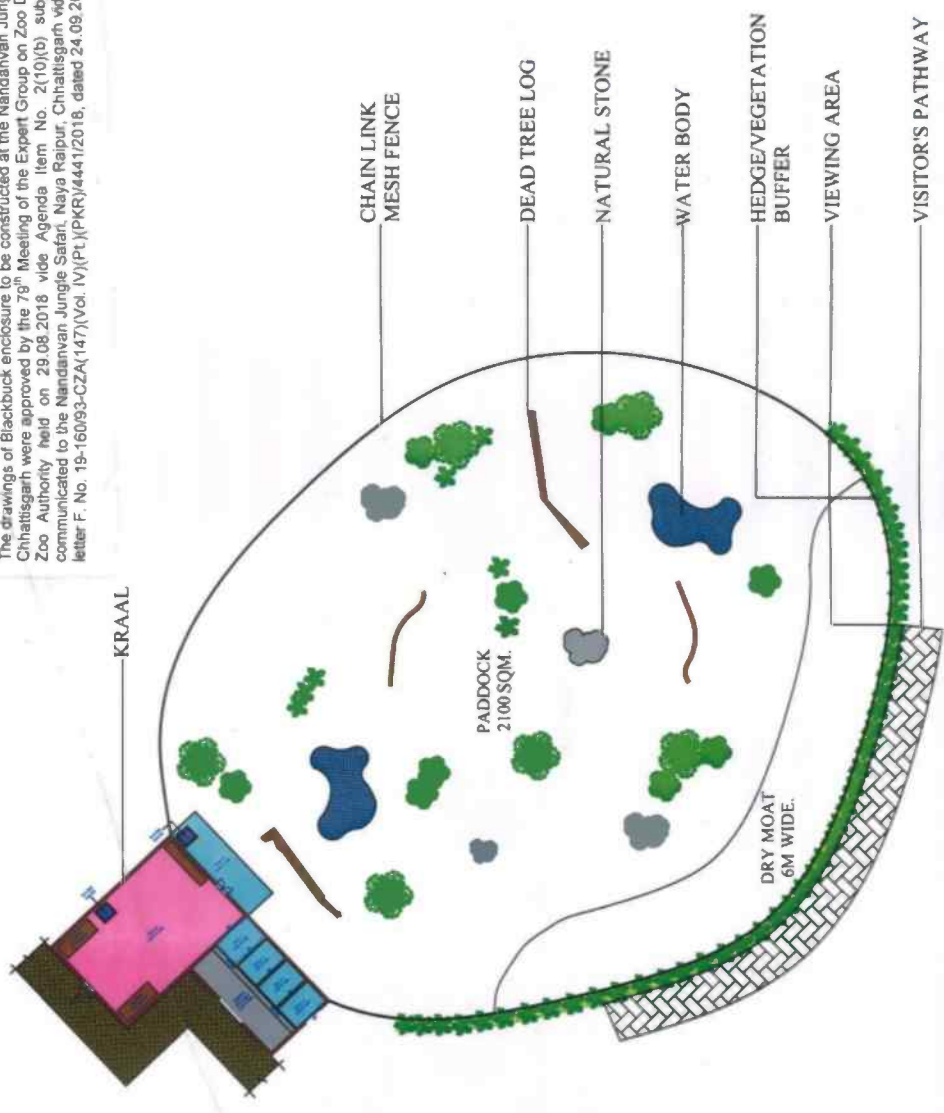 The drawings of Blackbuck enclosure to be constructed at the Nandanvan Jung
Chhattisgarh were approved by the 79th Meeting of the Expert Group on Zoo D
Zoo Authority held on 29.08.2018 vide Agenda Item No. 2(10)(b) sub
communicated to the Nandanvan Jungle Safari, Naya Raipur, Chhattisgarh vid
letter F. No. 19-160/93-CZA(147)(Vol. IV)(Pt.)(PKR)/4441/2018, dated 24.09.20
KRAAL
CHAIN LINK
MESH FENCE
DEAD TREE LOG
NATURAL STONE
WATER BODY
HEDGE/VEGETATION
BUFFER
VIEWING AREA
VISITOR'S PATHWAY
PADDOCK
2100 SQM.
DRY MOAT
6M WIDE.